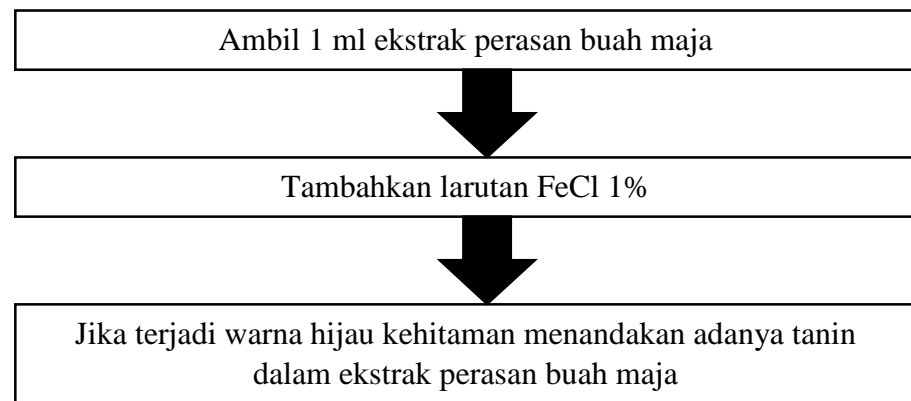 Ambil 1 ml ekstrak perasan buah maja
Tambahkan larutan FeCl 1%
Jika terjadi warna hijau kehitaman menandakan adanya tanin
dalam ekstrak perasan buah maja